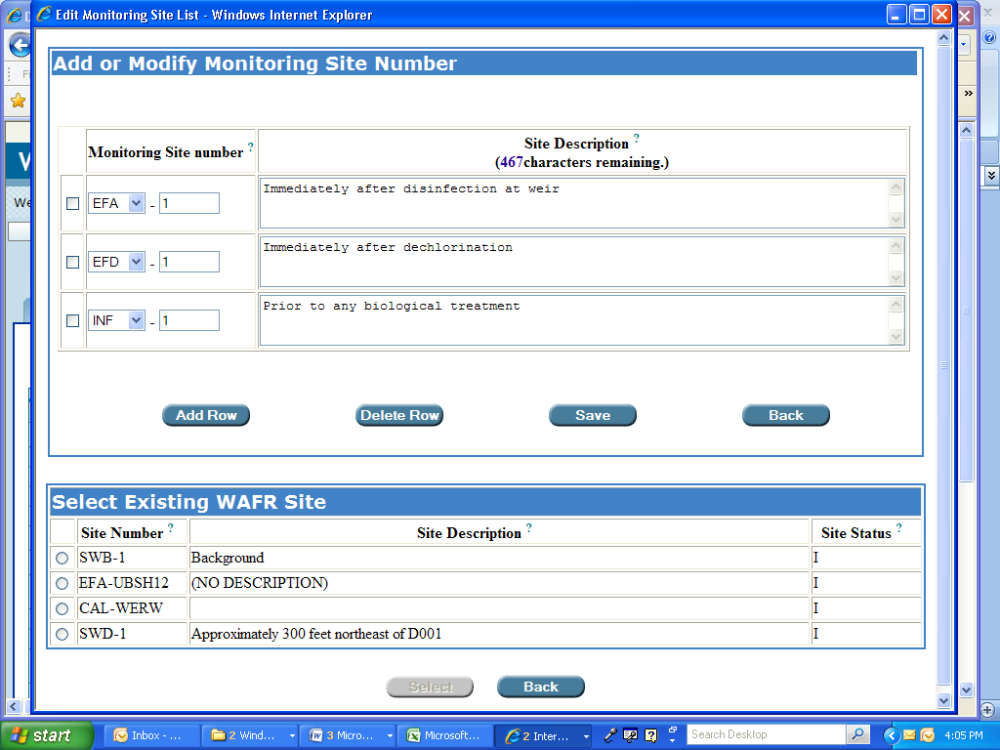 Edit Monitoring Site List - Windows Internet Explorer
Add or Modify Monitoring Site Number
Monitoring Site number ?
Site Description ?
(467characters remaining.)
EFA - 1
Immediately after disinfection at weir
EFD - 1
Immediately after dechlorination
INF - 1
Prior to any biological treatment
Add Row
Delete Row
Save
Back
Select Existing WAFR Site
Site Number ?
Site Description ?
Site Status ?
SWB-1
Background
I
EFA-UBSH12
(NO DESCRIPTION)
I
CAL-WERW
I
SWD-1
Approximately 300 feet northeast of D001
I
Select
Back
We
start
Inbox - ...
2 Wind...
3 Micro...
Microsoft...
2 Inter...
Search Desktop
4:05 PM